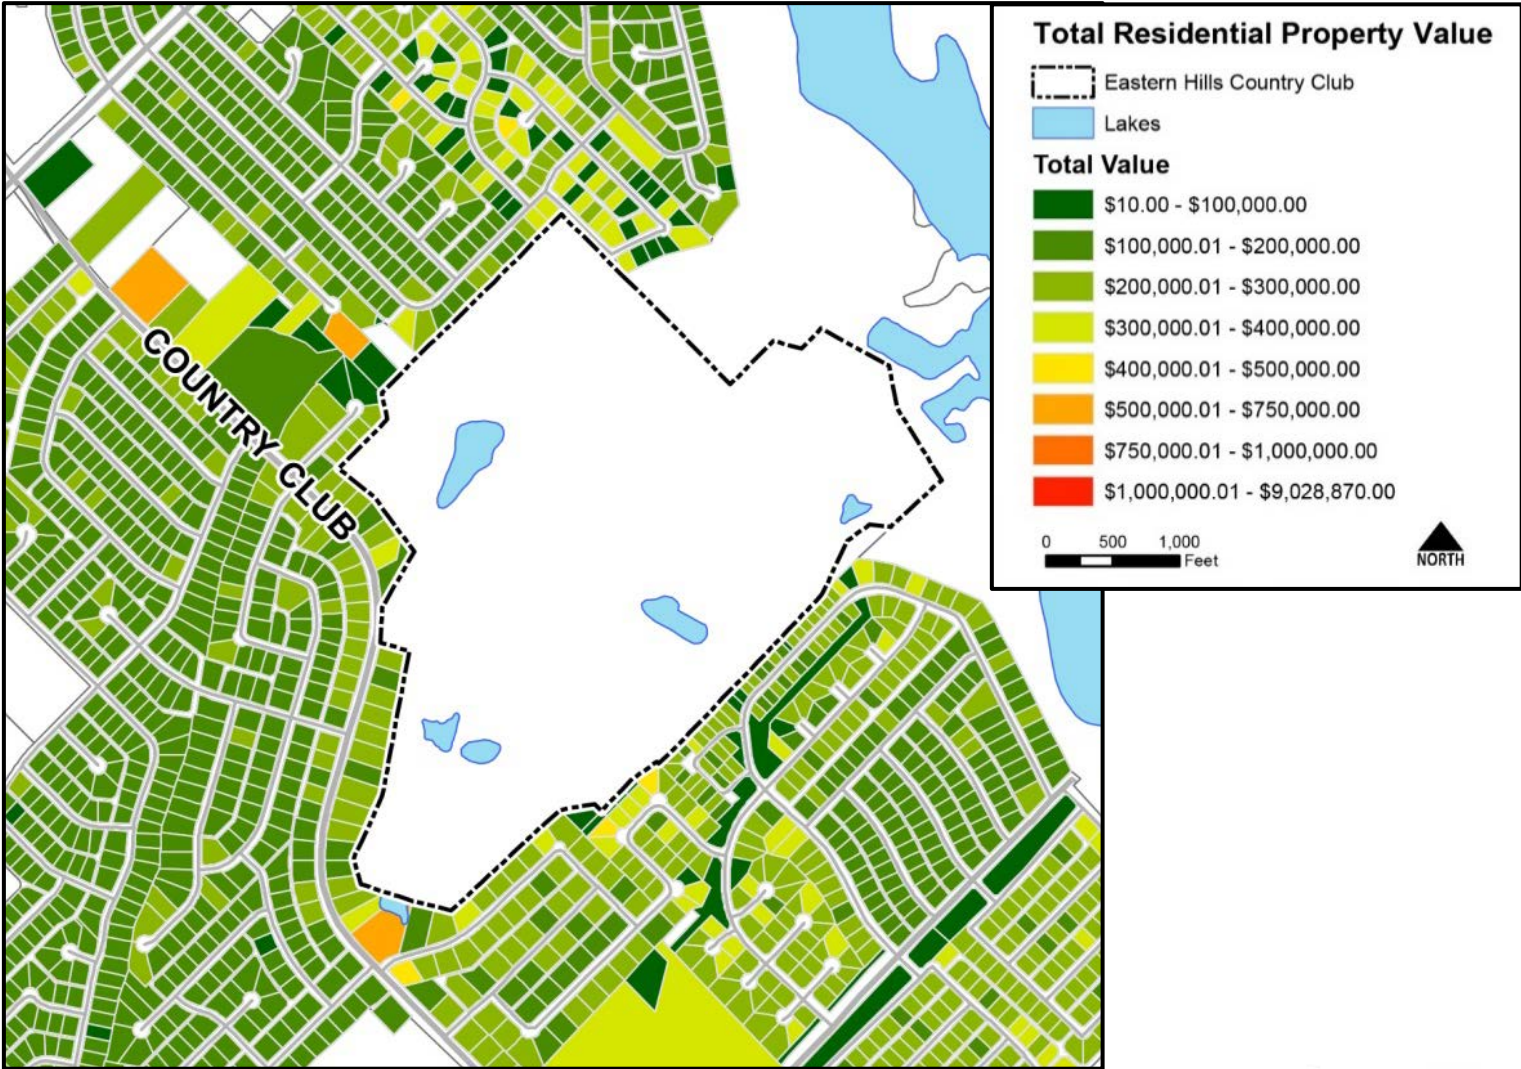 COUNTRY CLUB
Total Residential Property Value
Eastern Hills Country Club
Lakes
Total Value
$10.00 - $100,000.00
$100,000.01 - $200,000.00
$200,000.01 - $300,000.00
$300,000.01 - $400,000.00
$400,000.01 - $500,000.00
$500,000.01 - $750,000.00
$750,000.01 - $1,000,000.00
$1,000,000.01 - $9,028,870.00
0 500 1,000
Feet
NORTH